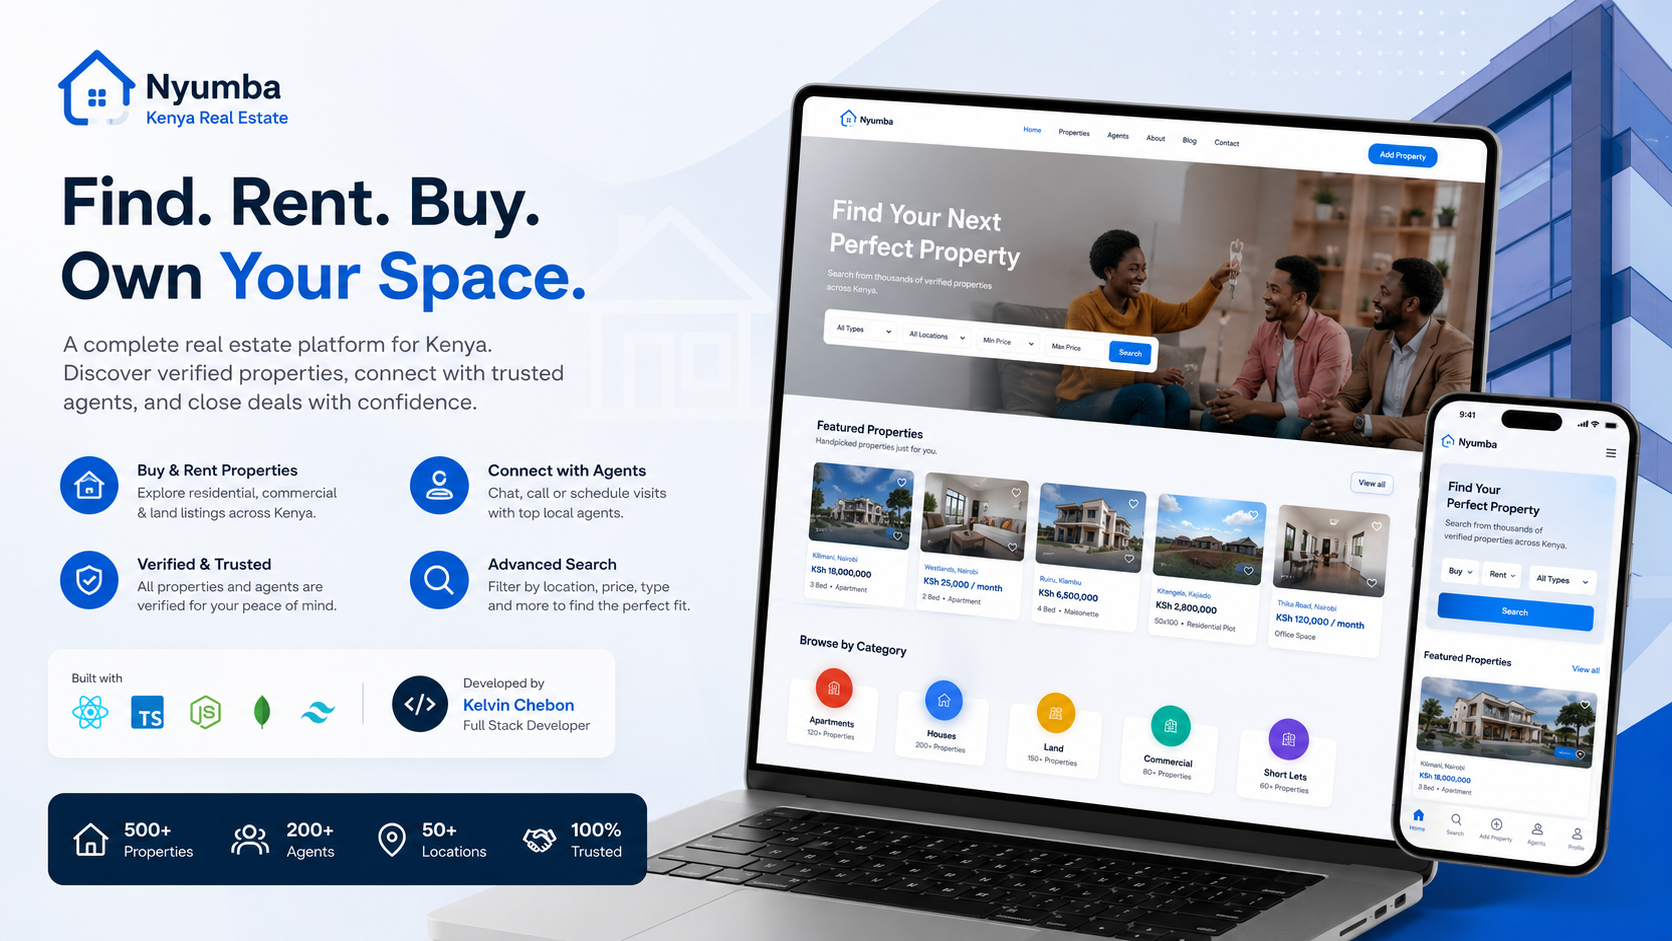 Nyumba
Kenya Real Estate
Find. Rent. Buy.
Own Your Space.
A complete real estate platform for Kenya.
Discover verified properties, connect with trusted
agents, and close deals with confidence.
Buy & Rent Properties
Explore residential, commercial
& land listings across Kenya.
Connect with Agents
Chat, call or schedule visits
with top local agents.
Verified & Trusted
All properties and agents are
verified for your peace of mind.
Advanced Search
Filter by location, price, type
and more to find the perfect fit.
Built with
TS
JS
Developed by
Kelvin Chebon
Full Stack Developer
500+
Properties
200+
Agents
50+
Locations
100%
Trusted
Nyumba
Home Properties Agents About Blog Contact
Add Property
Find Your Next
Perfect Property
Search from thousands of verified properties
across Kenya.
All Types All Locations Min Price Max Price Search
Featured Properties
Handpicked properties just for you.
View all
Kilimani, Nairobi
KSh 18,000,000
3 Bed • Apartment
Westlands, Nairobi
KSh 25,000 / month
2 Bed • Apartment
Ruiru, Kiambu
KSh 6,500,000
4 Bed • Maisonette
Kitengela, Kajiado
KSh 2,800,000
50x100 • Residential Plot
Thika Road, Nairobi
KSh 120,000 / month
Office Space
Browse by Category
Apartments
120+ Properties
Houses
200+ Properties
Land
150+ Properties
Commercial
80+ Properties
Short Lets
60+ Properties
9:41
Nyumba
Find Your
Perfect Property
Search from thousands of
verified properties across Kenya.
Buy Rent All Types
Search
Featured Properties
View all
Kilimani, Nairobi
KSh 18,000,000
3 Bed • Apartment
Home Search Add Property Agents Profile